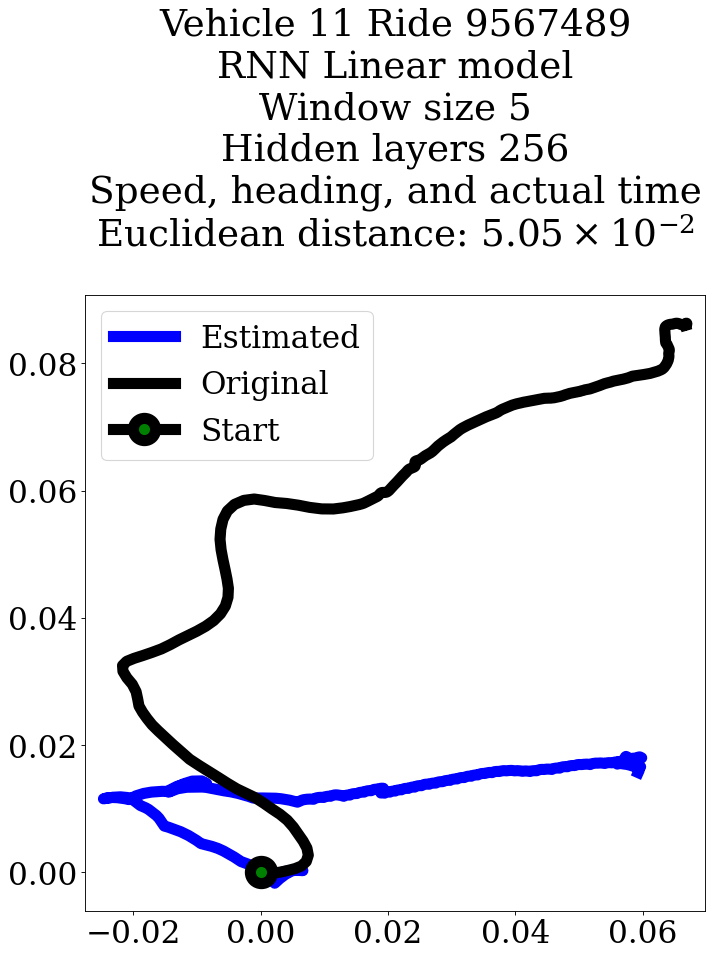 Vehicle 11 Ride 9567489
RNN Linear model
Window size 5
Hidden layers 256
Speed, heading, and actual time
Euclidean distance: 5.05 × 10⁻²
Estimated
Original
Start
0.08
0.06
0.04
0.02
0.00
−0.02 0.00 0.02 0.04 0.06